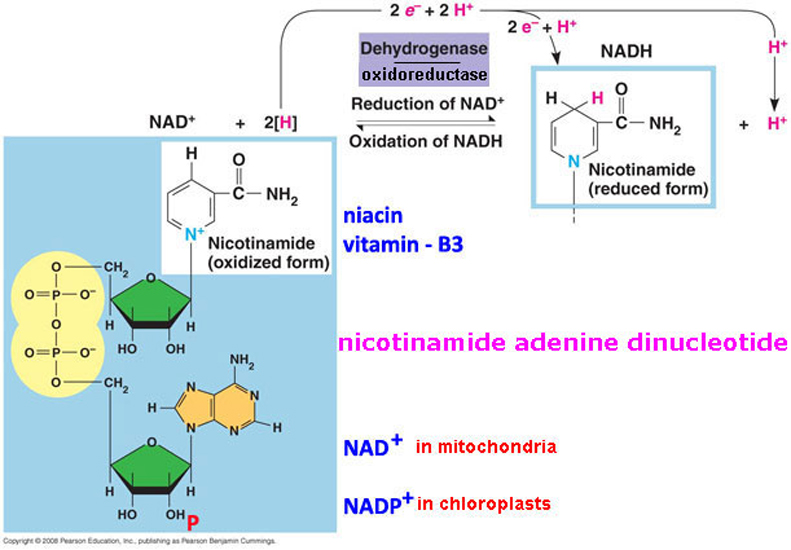 2 e– + 2 H+
2 e– + H+
NADH
H+
Dehydrogenase
oxidoreductase
Reduction of NAD+
Oxidation of NADH
NAD+ + 2[H]
H H O
C NH2
N
Nicotinamide
(reduced form)
+ H+
H
O
C NH2
N+
Nicotinamide
(oxidized form)
niacin
vitamin - B3
O CH2
O
O=P–O–
H H
O
HO OH
O=P–O–
O CH2
nicotinamide adenine dinucleotide
NH2
N N
H
N N H
O
H H
HO OH P
NAD+ in mitochondria
NADP+ in chloroplasts
Copyright © 2008 Pearson Education, Inc., publishing as Pearson Benjamin Cummings.